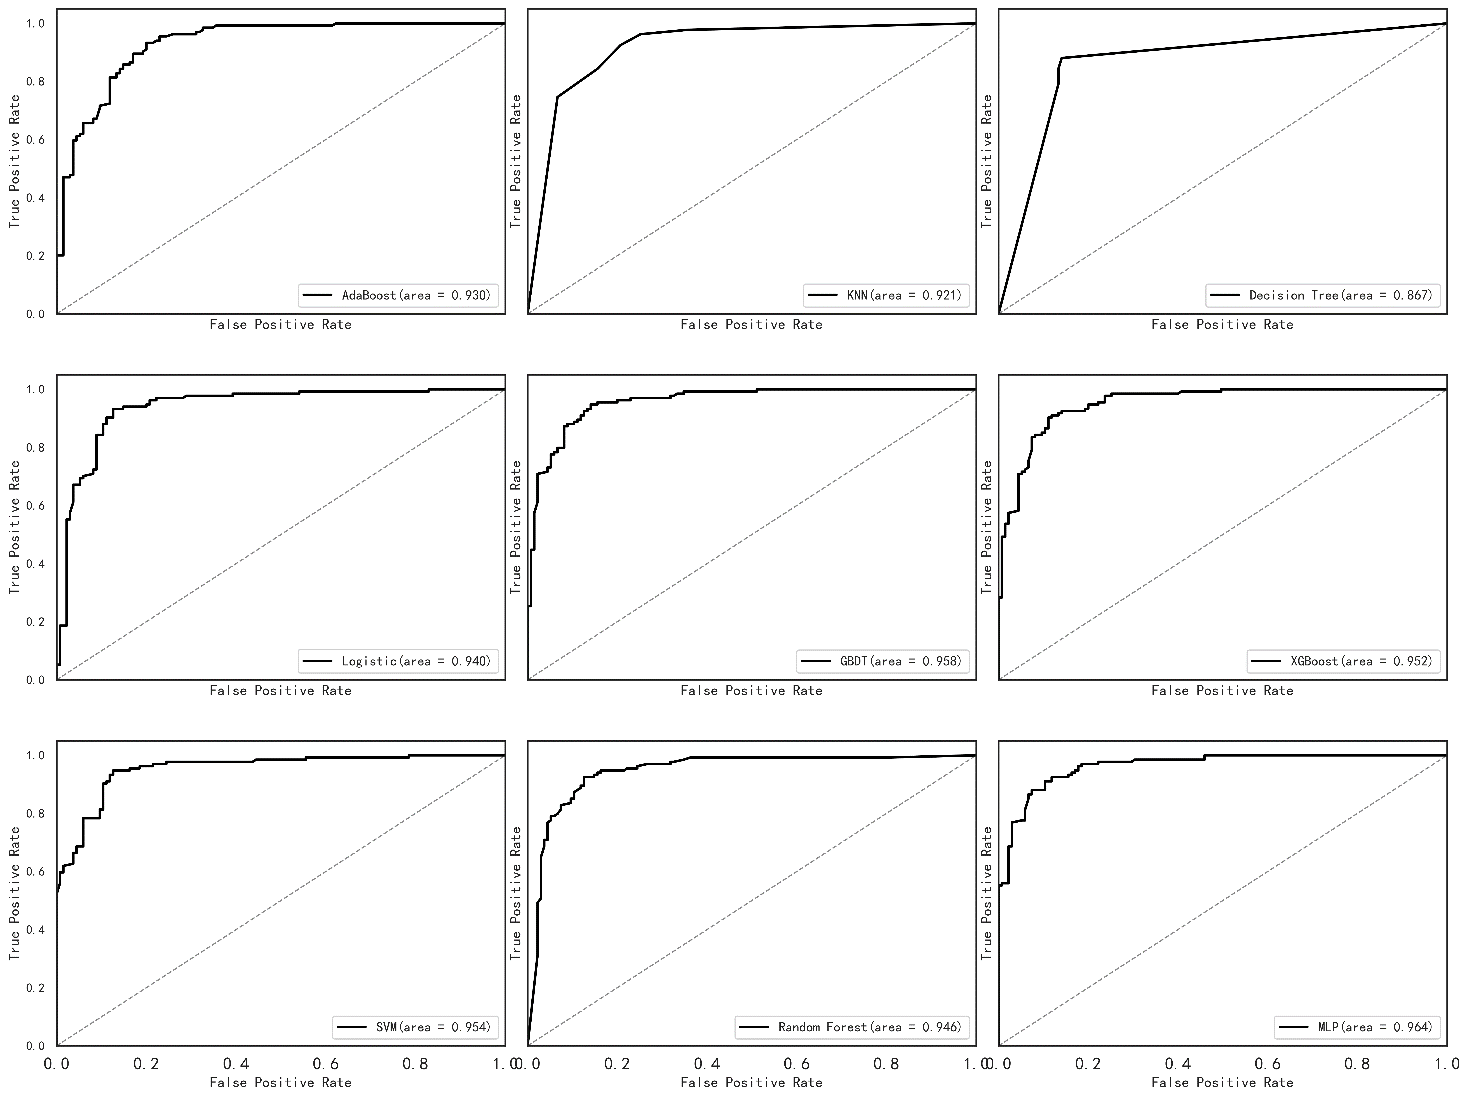 1.0
0.8
0.6
0.4
0.2
0.0
True Positive Rate
AdaBoost(area = 0.930)
False Positive Rate
True Positive Rate
KNN(area = 0.921)
False Positive Rate
True Positive Rate
Decision Tree(area = 0.867)
False Positive Rate
1.0
0.8
0.6
0.4
0.2
0.0
True Positive Rate
Logistic(area = 0.940)
False Positive Rate
True Positive Rate
GBDT(area = 0.958)
False Positive Rate
True Positive Rate
XGBoost(area = 0.952)
False Positive Rate
1.0
0.8
0.6
0.4
0.2
0.0
True Positive Rate
SVM(area = 0.954)
0.0 0.2 0.4 0.6 0.8 1.0
False Positive Rate
True Positive Rate
Random Forest(area = 0.946)
0.0 0.2 0.4 0.6 0.8 1.0
False Positive Rate
True Positive Rate
MLP(area = 0.964)
0.0 0.2 0.4 0.6 0.8 1.0
False Positive Rate